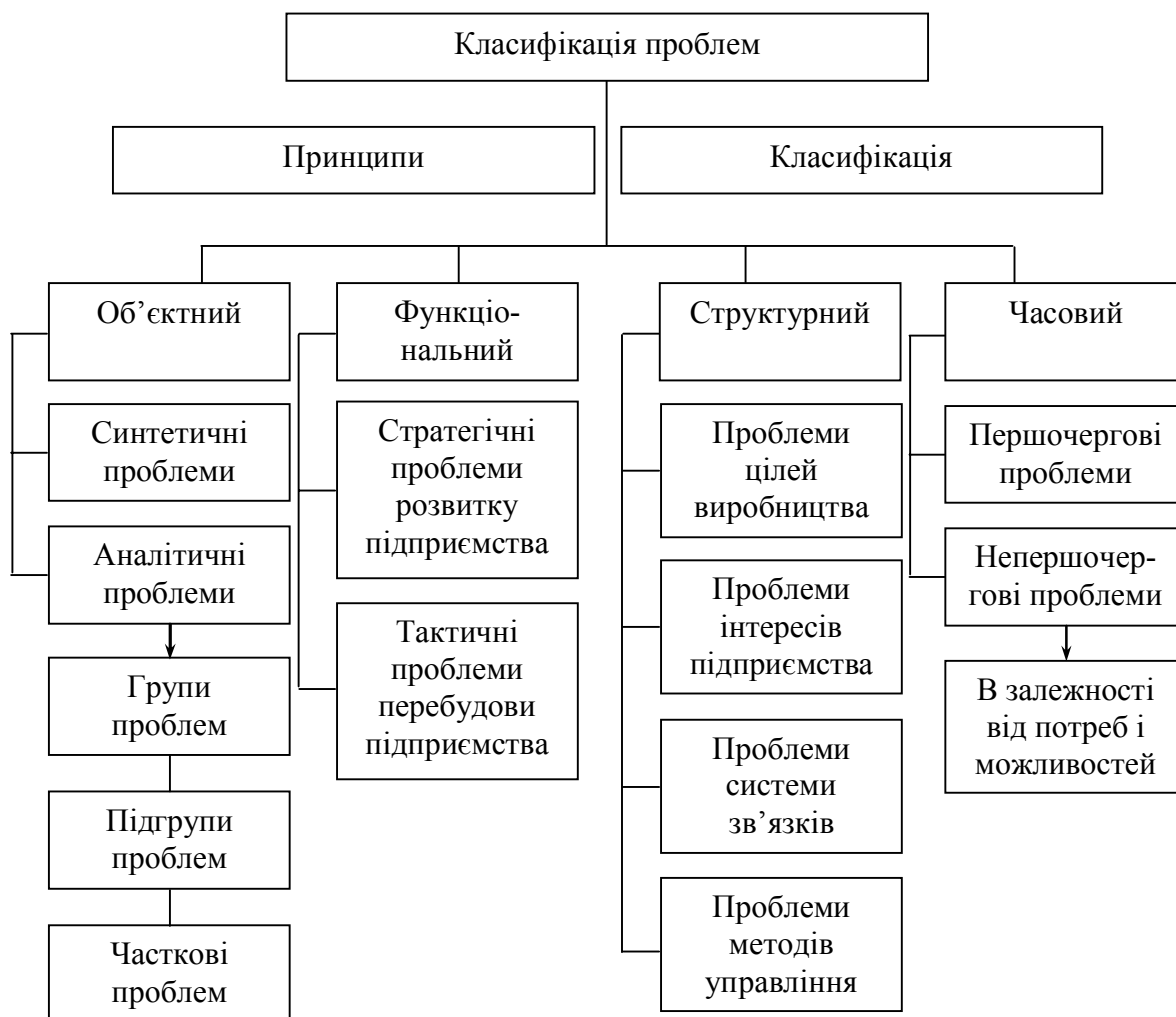 Класифікація проблем
Принципи
Класифікація
Об’єктний
Синтетичні
проблеми
Аналітичні
проблеми
Групи
проблем
Підгрупи
проблем
Часткові
проблем
Функціо-
нальний
Стратегічні
проблеми
розвитку
підприємства
Тактичні
проблеми
перебудови
підприємства
Структурний
Проблеми
цілей
виробництва
Проблеми
інтересів
підприємства
Проблеми
системи
зв’язків
Проблеми
методів
управління
Часовий
Першочергові
проблеми
Непершочер-
гові проблеми
В залежності
від потреб і
можливостей